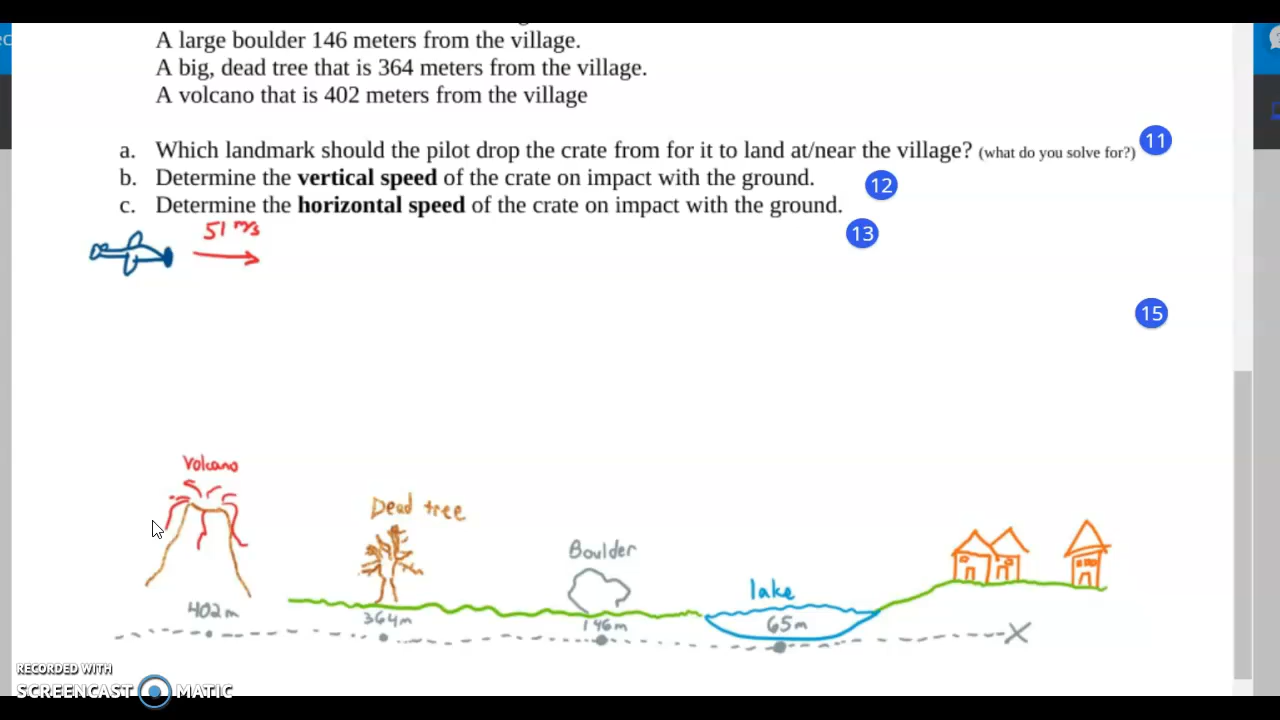 A large boulder 146 meters from the village.
A big, dead tree that is 364 meters from the village.
A volcano that is 402 meters from the village
a. Which landmark should the pilot drop the crate from for it to land at/near the village? (what do you solve for?) 11
b. Determine the vertical speed of the crate on impact with the ground. 12
c. Determine the horizontal speed of the crate on impact with the ground.
51 m/s
13
15
Volcano
Dead tree
Boulder
lake
402m
364m
146m
65m
X
RECORDED WITH
SCREENCAST MATIC